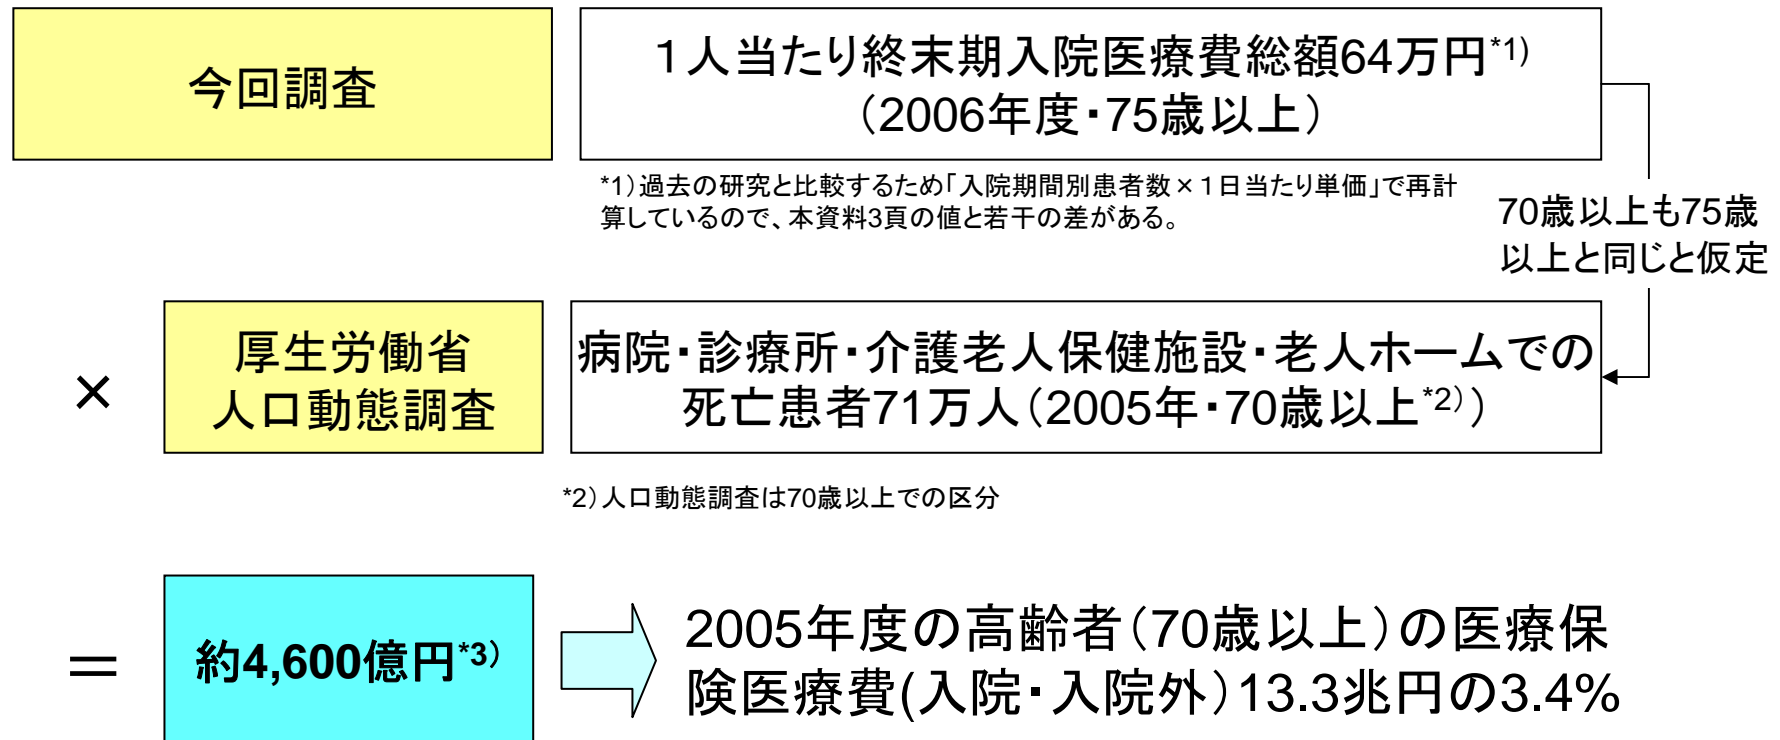 今回調査
1人当たり終末期入院医療費総額64万円*1)
（2006年度・75歳以上）
*1）過去の研究と比較するため「入院期間別患者数×1日当たり単価」で再計
算しているので、本資料3頁の値と若干の差がある。
70歳以上も75歳
以上と同じと仮定
×
厚生労働省
人口動態調査
病院・診療所・介護老人保健施設・老人ホームでの
死亡患者71万人（2005年・70歳以上*2)）
*2）人口動態調査は70歳以上での区分
＝
約4,600億円*3）
2005年度の高齢者（70歳以上）の医療保
険医療費(入院・入院外）13.3兆円の3.4%